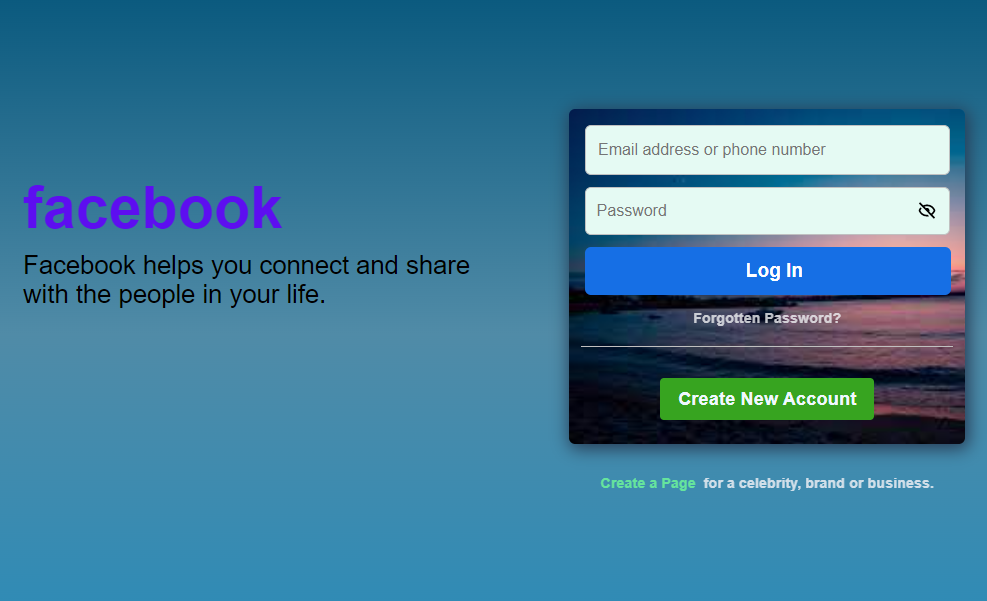 facebook
Facebook helps you connect and share
with the people in your life.
Email address or phone number
Password
Log In
Forgotten Password?
Create New Account
Create a Page for a celebrity, brand or business.